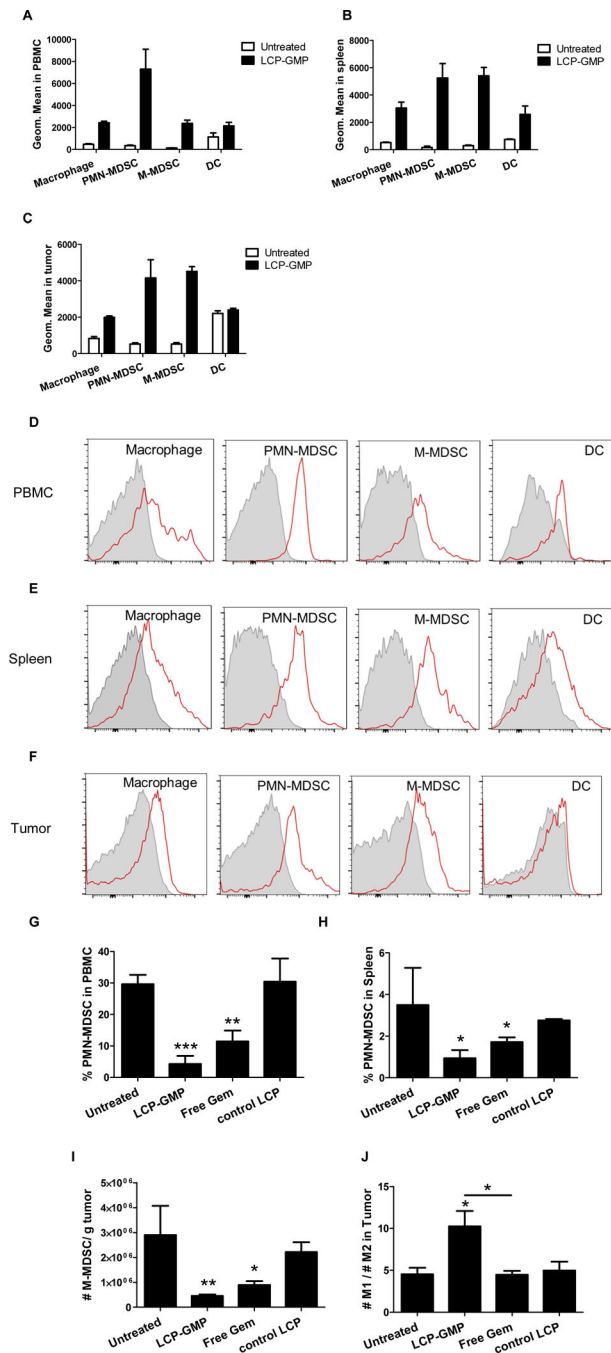 A
Geom. Mean in PBMC
10000
8000
6000
4000
2000
0
Untreated
LCP-GMP
Macrophage
PMN-MDSC
M-MDSC
DC
B
Geom. Mean in spleen
8000
6000
4000
2000
0
Untreated
LCP-GMP
Macrophage
PMN-MDSC
M-MDSC
DC
C
Geom. Mean in tumor
6000
4000
2000
0
Untreated
LCP-GMP
Macrophage
PMN-MDSC
M-MDSC
DC
D
PBMC
Macrophage
PMN-MDSC
M-MDSC
DC
E
Spleen
Macrophage
PMN-MDSC
M-MDSC
DC
F
Tumor
Macrophage
PMN-MDSC
M-MDSC
DC
G
% PMN-MDSC in PBMC
40
30
20
10
0
***
**
Untreated
LCP-GMP
Free Gem
control LCP
H
% PMN-MDSC in Spleen
6
4
2
0
*
*
Untreated
LCP-GMP
Free Gem
control LCP
I
# M-MDSC/ g tumor
5×10⁰⁶
4×10⁰⁶
3×10⁰⁶
2×10⁰⁶
1×10⁰⁶
0
**
*
Untreated
LCP-GMP
Free Gem
control LCP
J
# M1 / # M2 in Tumor
15
10
5
0
*
*
Untreated
LCP-GMP
Free Gem
control LCP